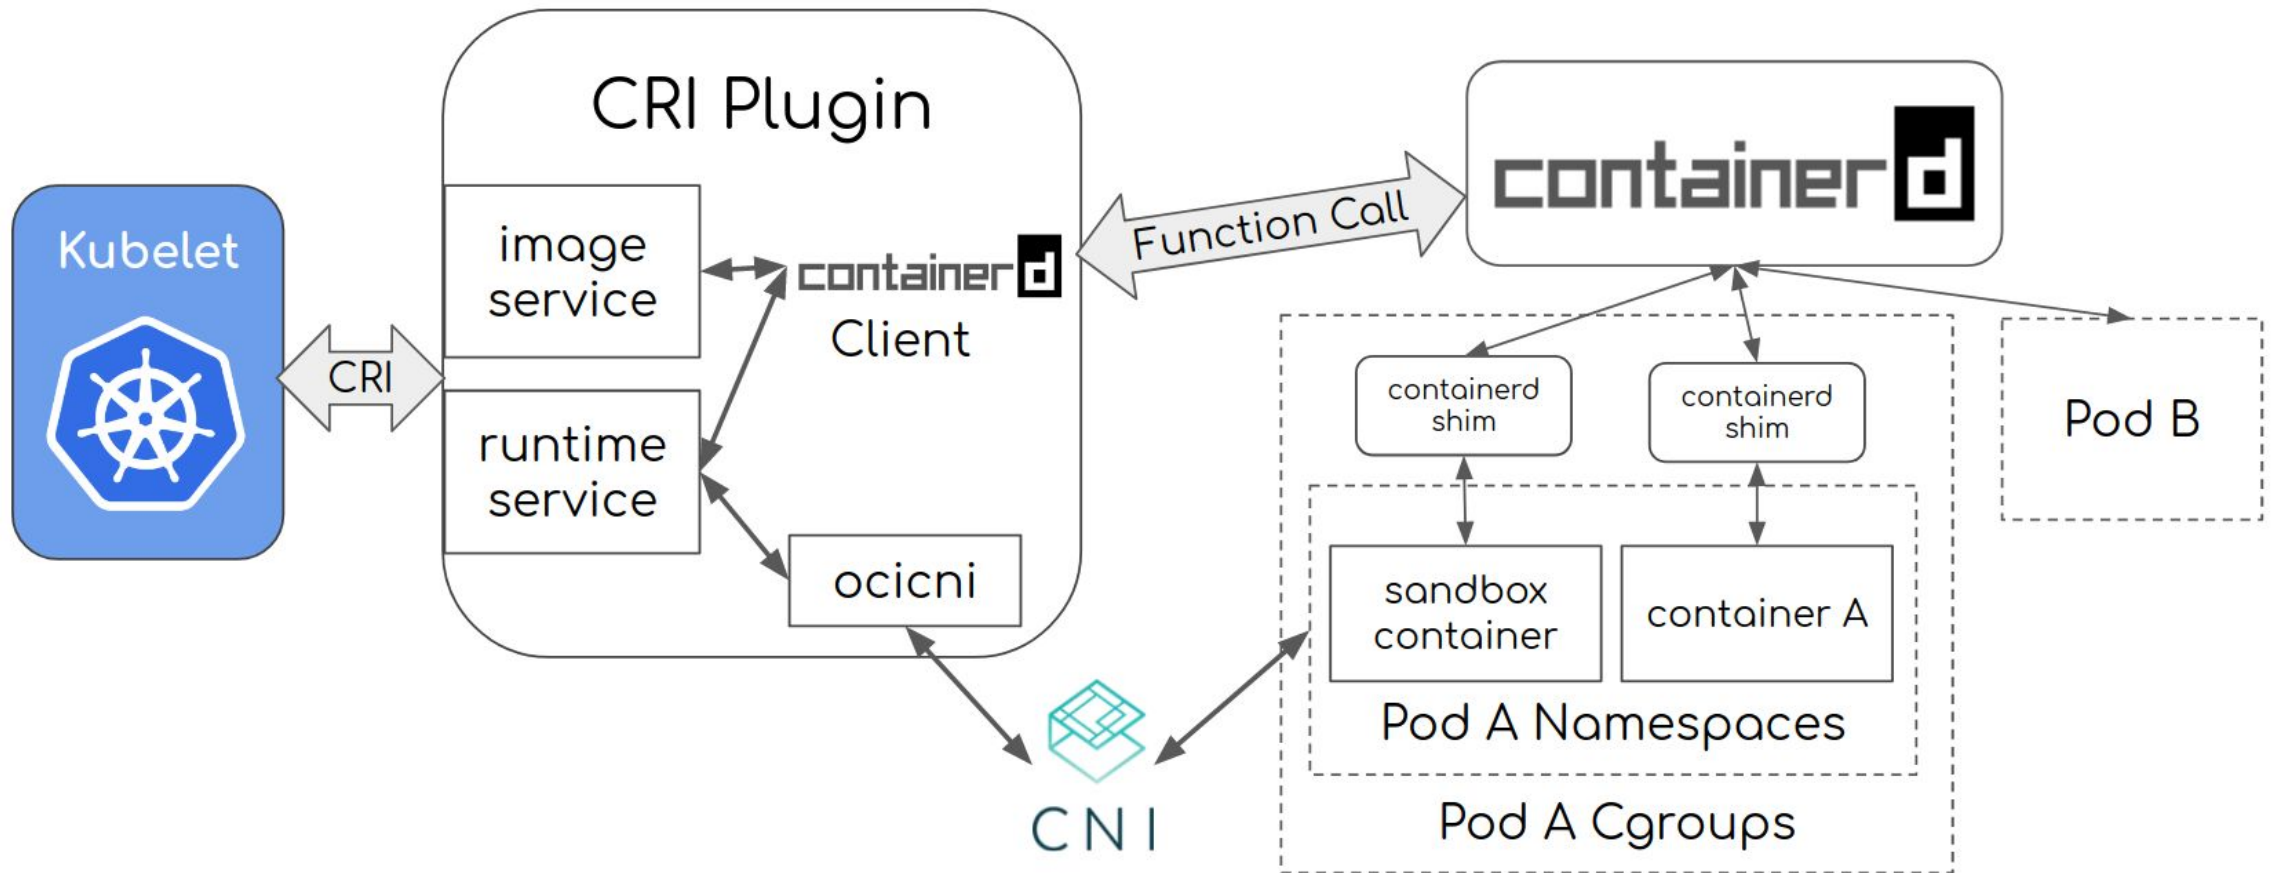 CRI Plugin
Kubelet
CRI
image
service
runtime
service
containerd
Client
ocicni
Function Call
containerd
containerd
shim
containerd
shim
sandbox
container
container A
Pod A Namespaces
Pod A Cgroups
Pod B
CNI